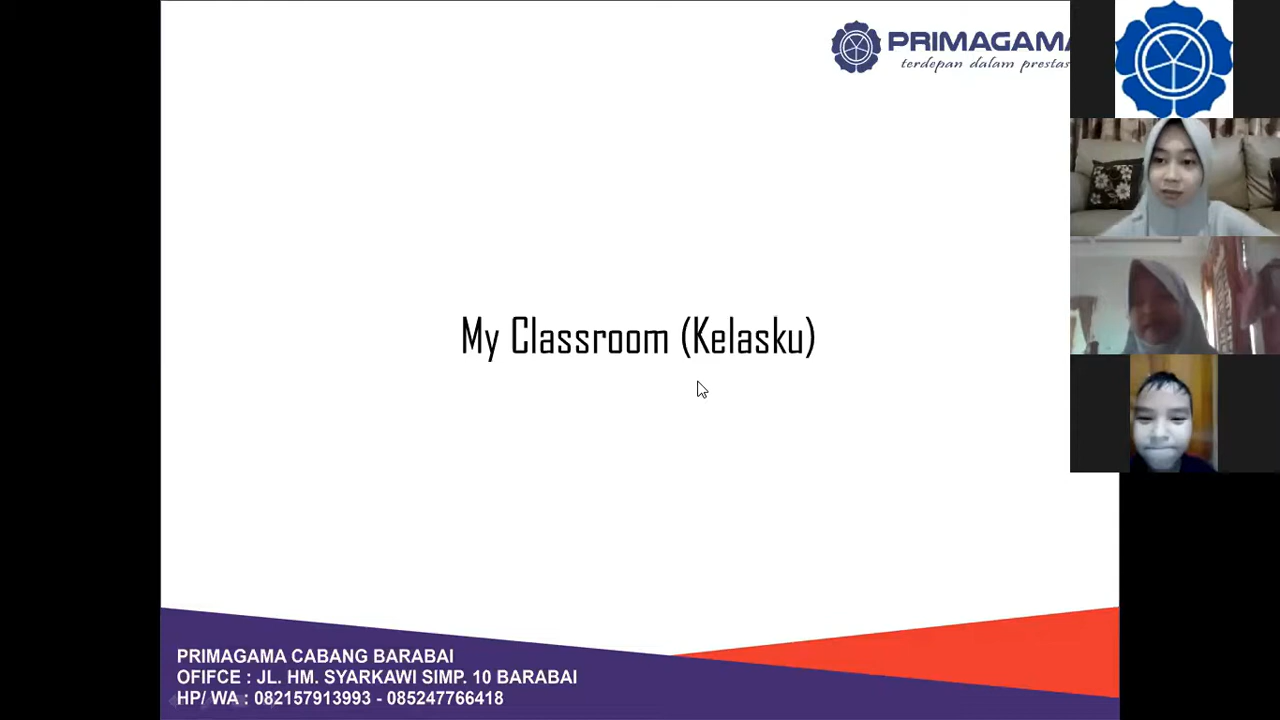 PRIMAGAMA
terdepan dalam prestas
My Classroom (Kelasku)
PRIMAGAMA CABANG BARABAI
OFIFCE : JL. HM. SYARKAWI SIMP. 10 BARABAI
HP/ WA : 082157913993 - 085247766418